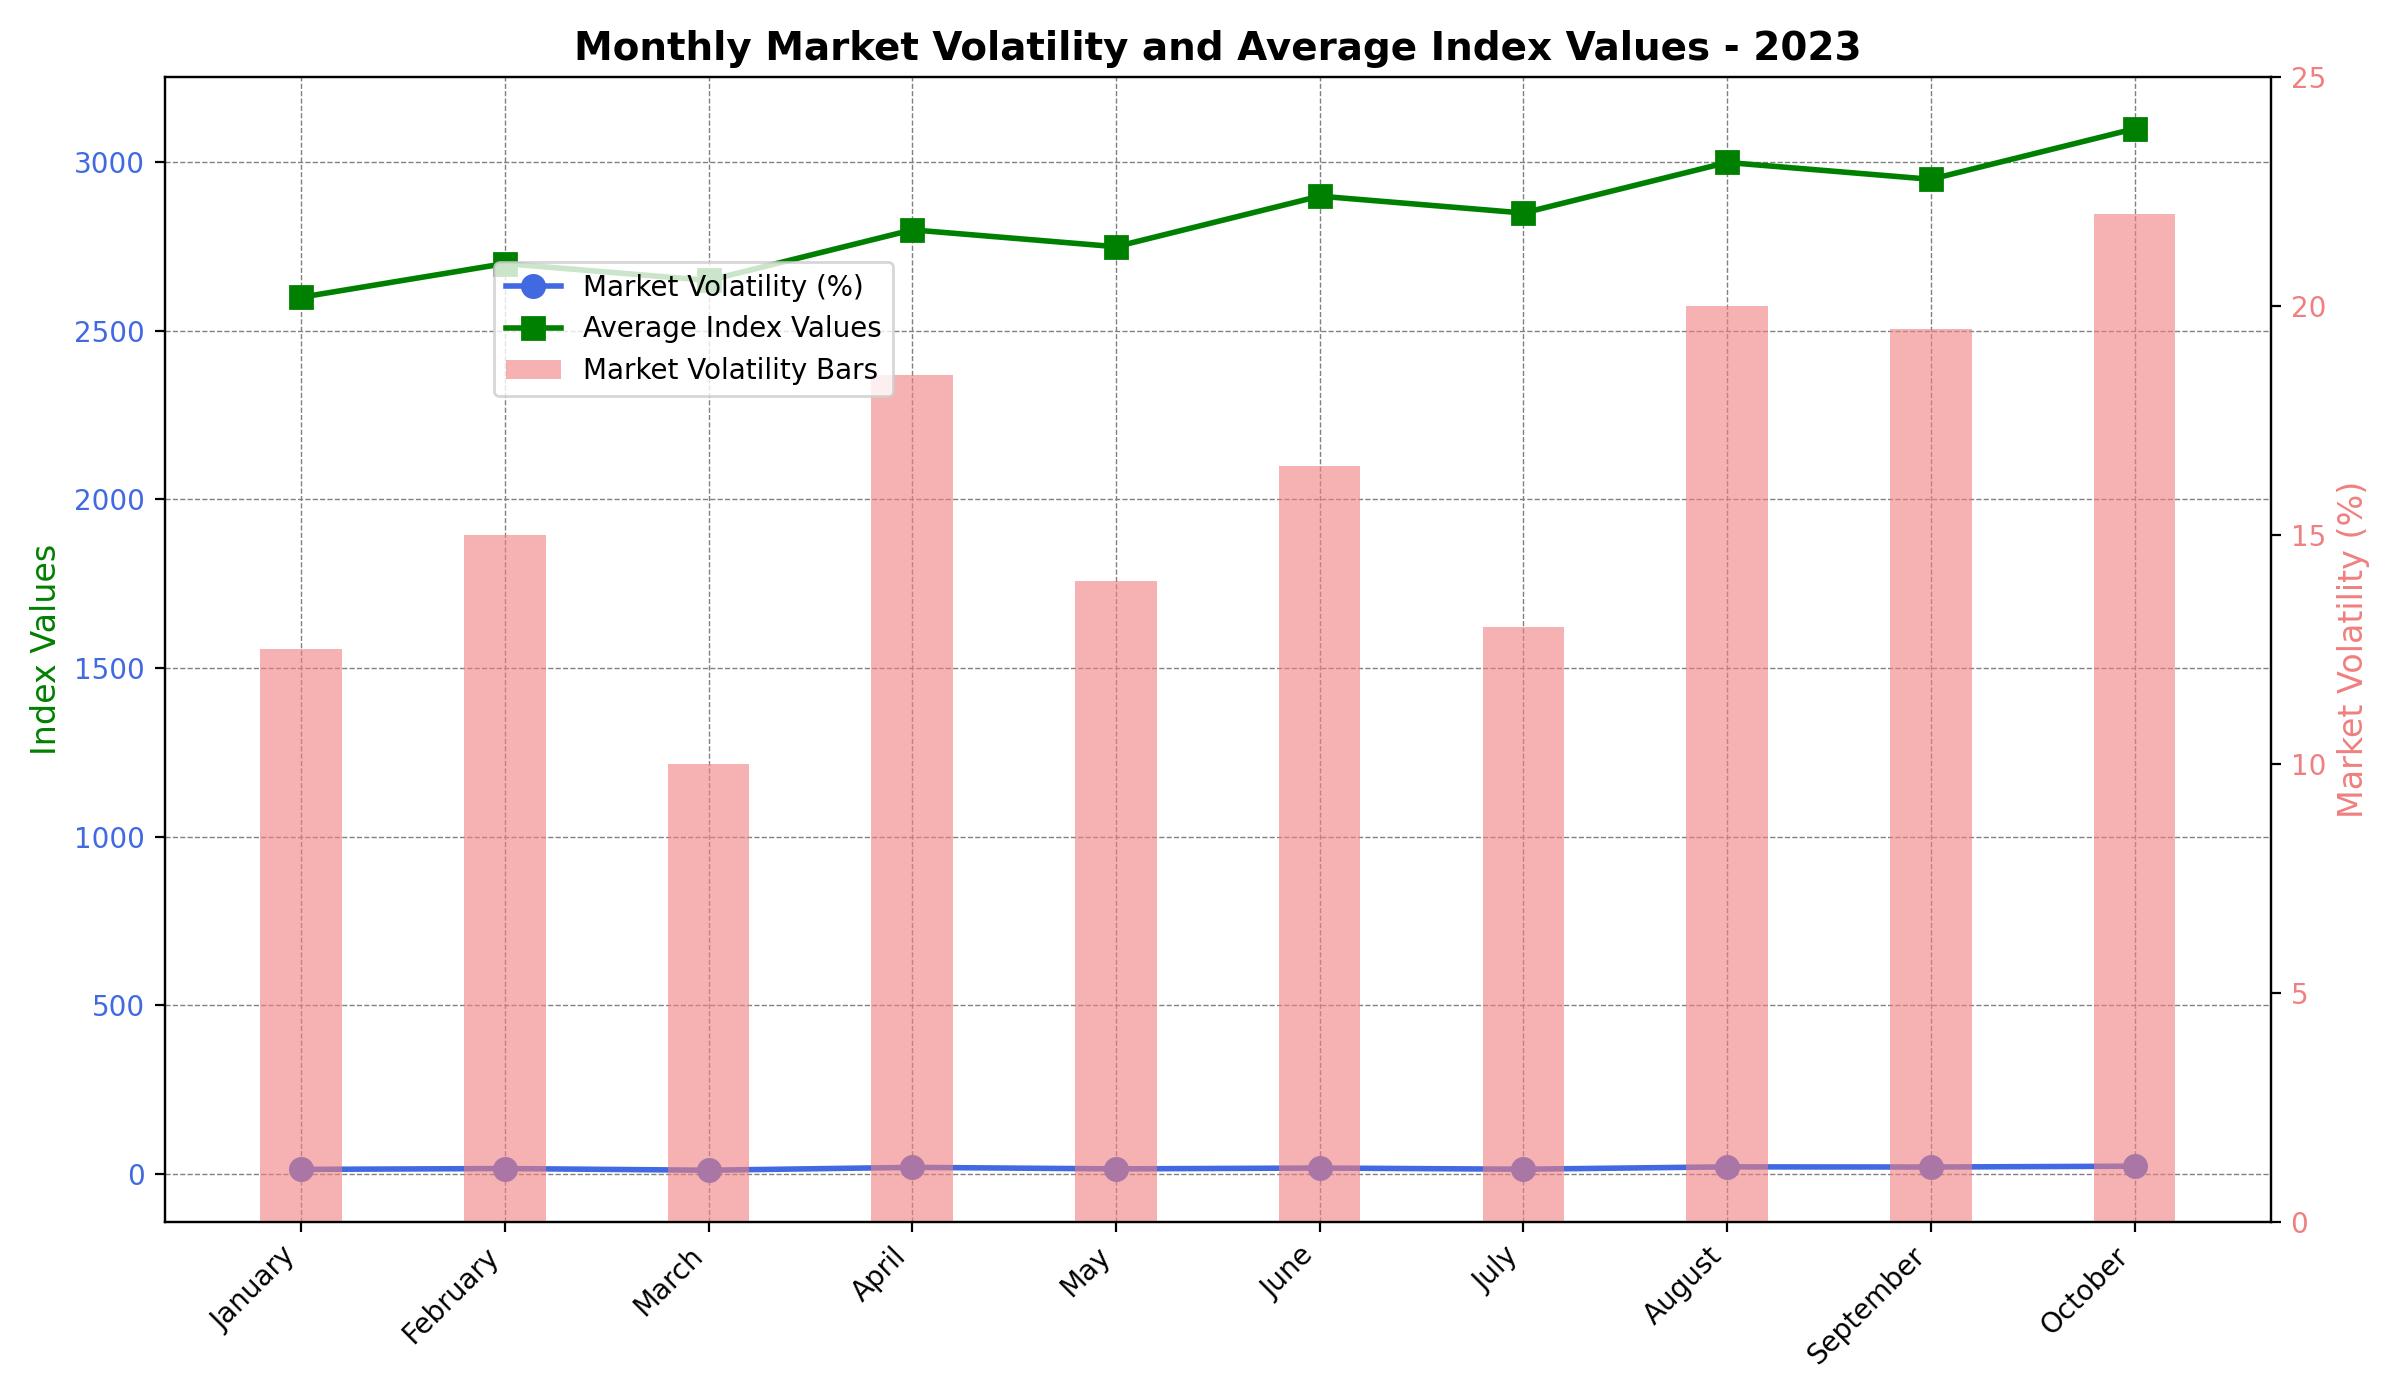 Monthly Market Volatility and Average Index Values - 2023
Index Values
3000
2500
2000
1500
1000
500
0
Market Volatility (%)
Average Index Values
Market Volatility Bars
25
20
15
10
5
0
Market Volatility (%)
January
February
March
April
May
June
July
August
September
October